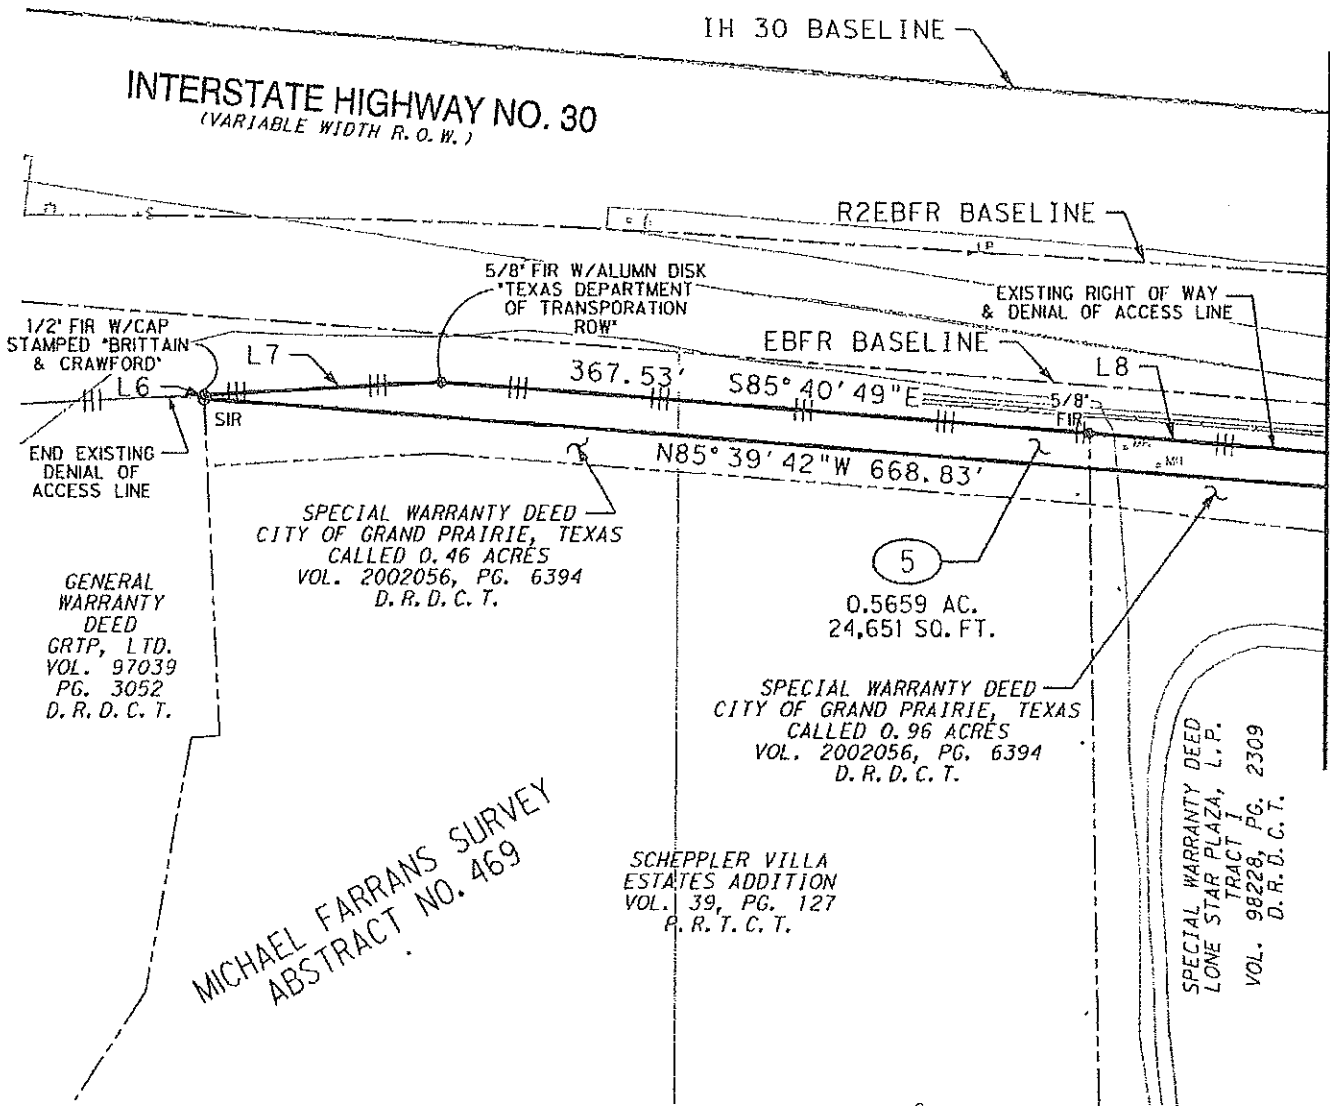 IH 30 BASELINE
INTERSTATE HIGHWAY NO. 30
(VARIABLE WIDTH R.O.W.)
R2EBFR BASELINE
LP
5/8" FIR W/ALUMN DISK
"TEXAS DEPARTMENT
OF TRANSPORATION
ROW"
EXISTING RIGHT OF WAY
& DENIAL OF ACCESS LINE
1/2" FIR W/CAP
STAMPED "BRITTAIN
& CRAWFORD"
EBFR BASELINE
L6
L7
367.53'
S85°40'49"E
L8
5/8"
FIR
SIR
END EXISTING
DENIAL OF
ACCESS LINE
N85°39'42"W 668.83'
MH
SPECIAL WARRANTY DEED
CITY OF GRAND PRAIRIE, TEXAS
CALLED 0.46 ACRES
VOL. 2002056, PG. 6394
D.R.D.C.T.
5
0.5659 AC.
24,651 SQ.FT.
GENERAL
WARRANTY
DEED
GRTP, LTD.
VOL. 97039
PG. 3052
D.R.D.C.T.
SPECIAL WARRANTY DEED
CITY OF GRAND PRAIRIE, TEXAS
CALLED 0.96 ACRES
VOL. 2002056, PG. 6394
D.R.D.C.T.
SPECIAL WARRANTY DEED
LONE STAR PLAZA, L.P.
TRACT I
VOL. 98228, PG. 2309
D.R.D.C.T.
MICHAEL FARRANS SURVEY
ABSTRACT NO. 469
SCHEPPLER VILLA
ESTATES ADDITION
VOL. 39, PG. 127
P.R.T.C.T.